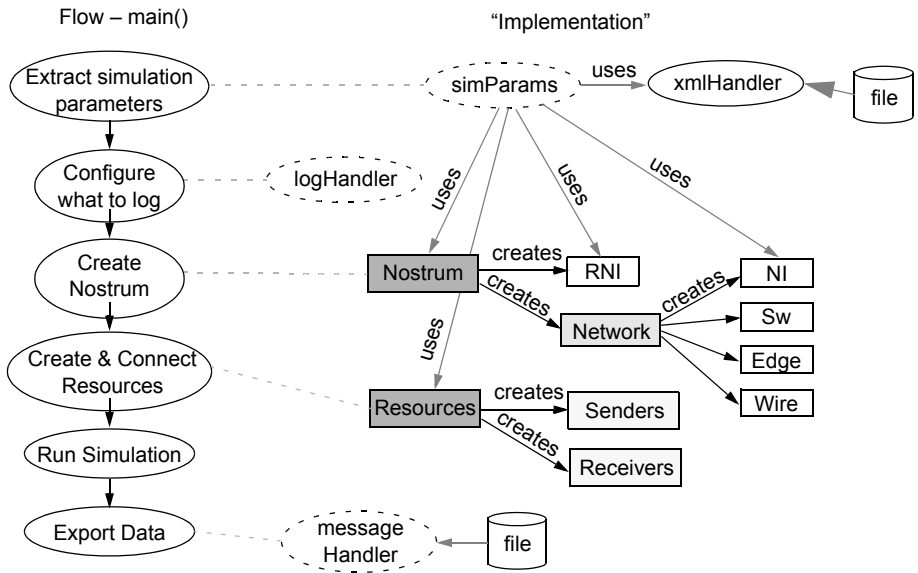 Flow – main()
“Implementation”
Extract simulation
parameters
simParams
uses
xmlHandler
file
Configure
what to log
logHandler
uses
uses
uses
Create
Nostrum
Nostrum
creates
RNI
creates
Network
creates
NI
Sw
Edge
Wire
uses
Create & Connect
Resources
Resources
creates
Senders
creates
Receivers
Run Simulation
Export Data
message
Handler
file